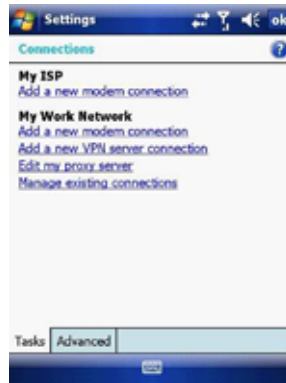 Settings
ok
Connections
?
My ISP
Add a new modem connection
My Work Network
Add a new modem connection
Add a new VPN server connection
Edit my proxy server
Manage existing connections
Tasks Advanced